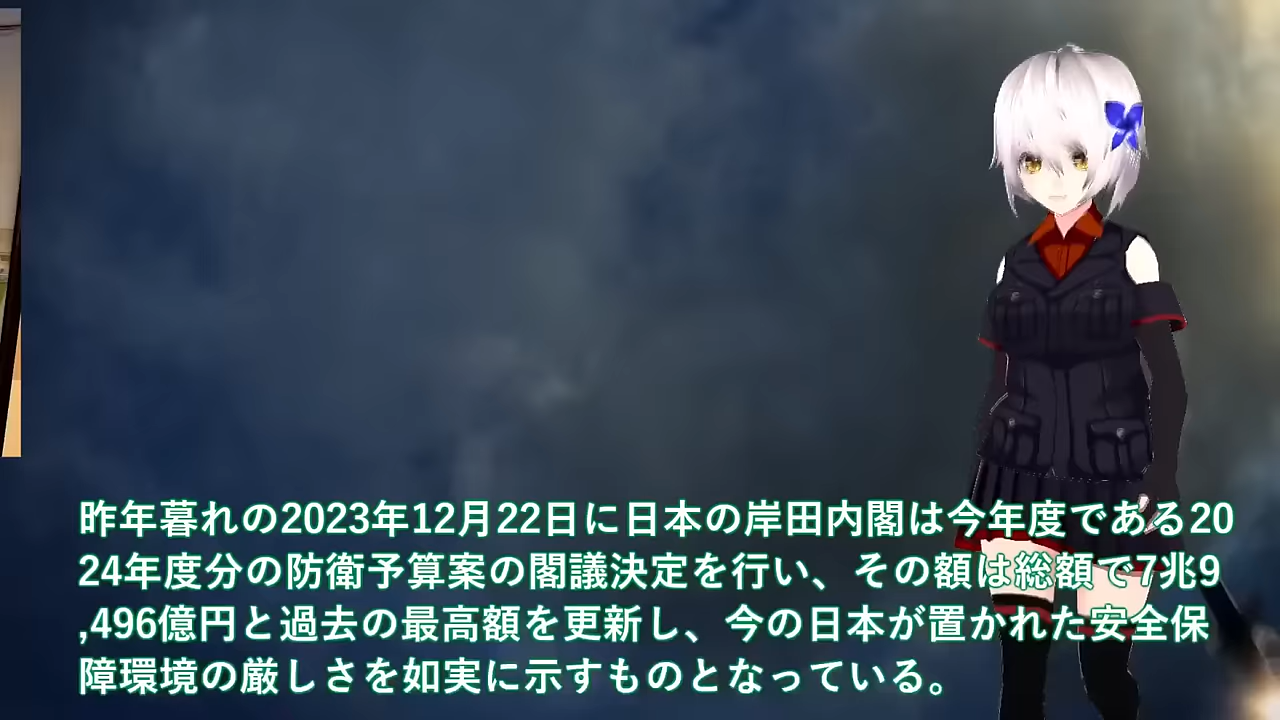 昨年暮れの2023年12月22日に日本の岸田内閣は今年度である20
24年度分の防衛予算案の閣議決定を行い、その額は総額で7兆9
,496億円と過去の最高額を更新し、今の日本が置かれた安全保
障環境の厳しさを如実に示すものとなっている。